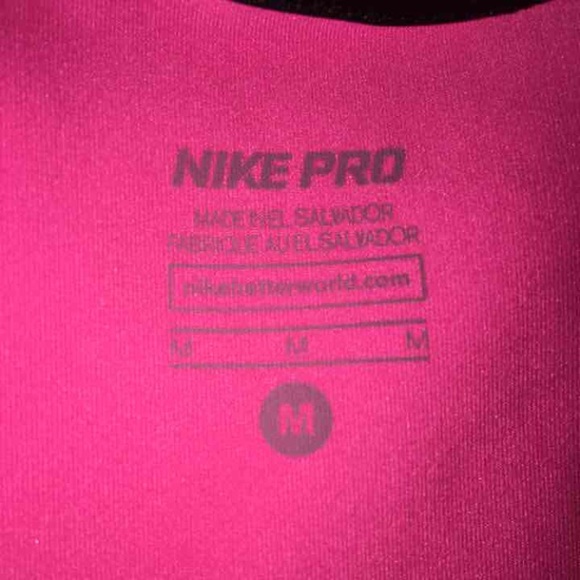 NIKE PRO
MADE IN EL SALVADOR
FABRIQUE AU EL SALVADOR
nikebetterworld.com
M M M
M